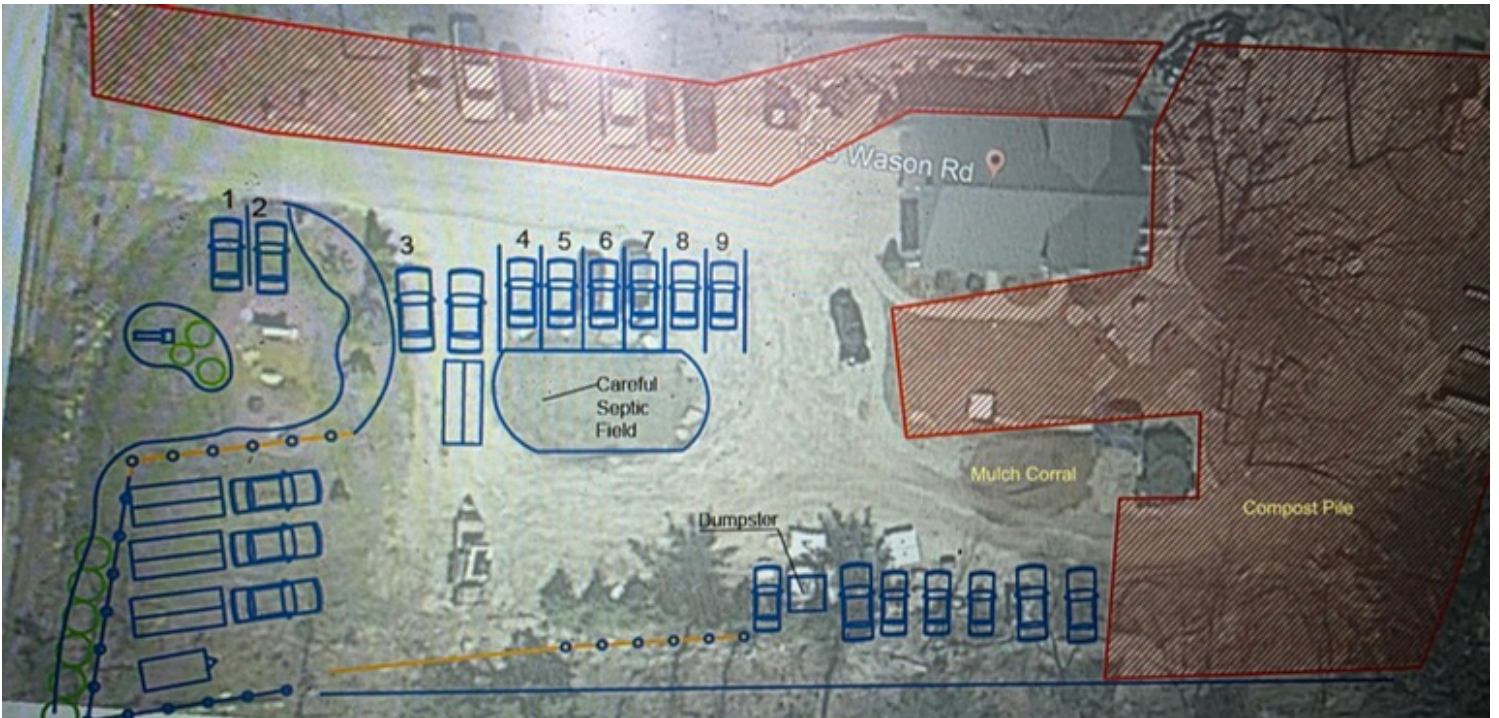 126 Wason Rd
1
2
3
4
5
6
7
8
9
Careful
Septic
Field
Mulch Corral
Compost Pile
Dumpster